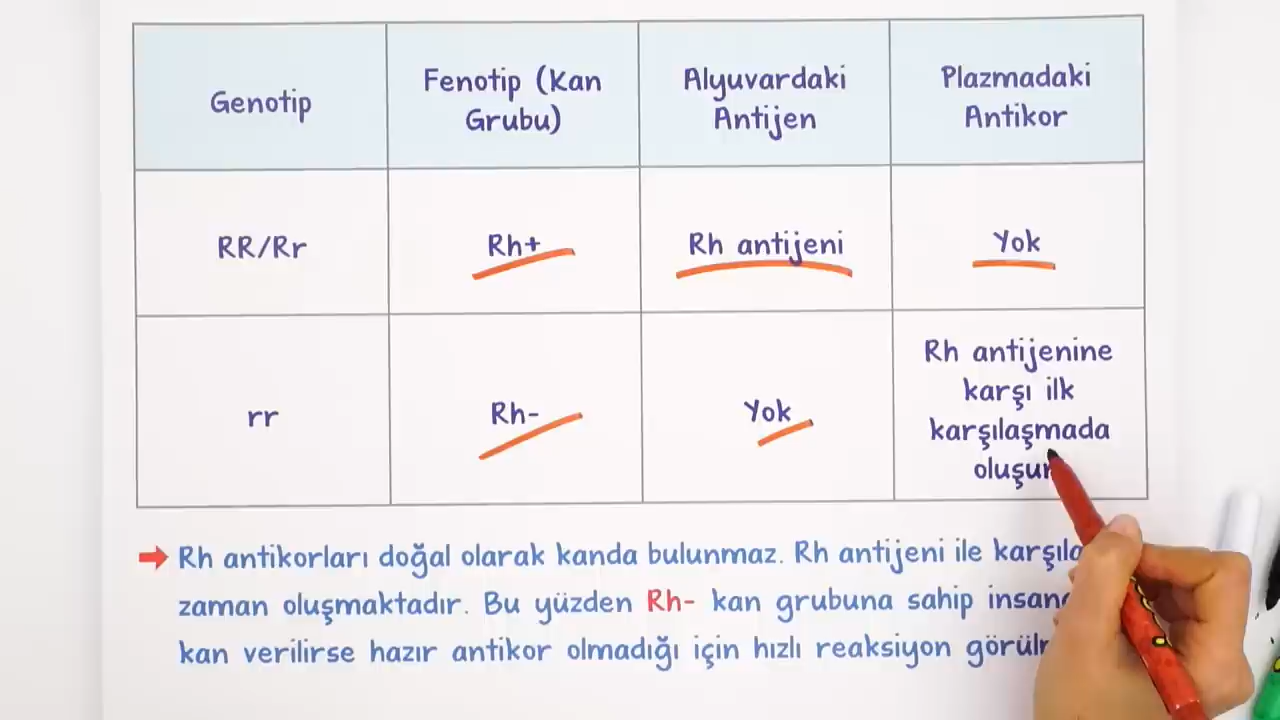 Genotip
Fenotip (Kan
Grubu)
Alyuvardaki
Antijen
Plazmadaki
Antikor
RR/Rr
Rh+
Rh antijeni
Yok
rr
Rh-
Yok
Rh antijenine
karşı ilk
karşılaşmada
oluşur
Rh antikorları doğal olarak kanda bulunmaz. Rh antijeni ile
zaman oluşmaktadır. Bu yüzden Rh- kan grubuna sahip
kan verilirse hazır antikor olmadığı için hızlı reaksiyon